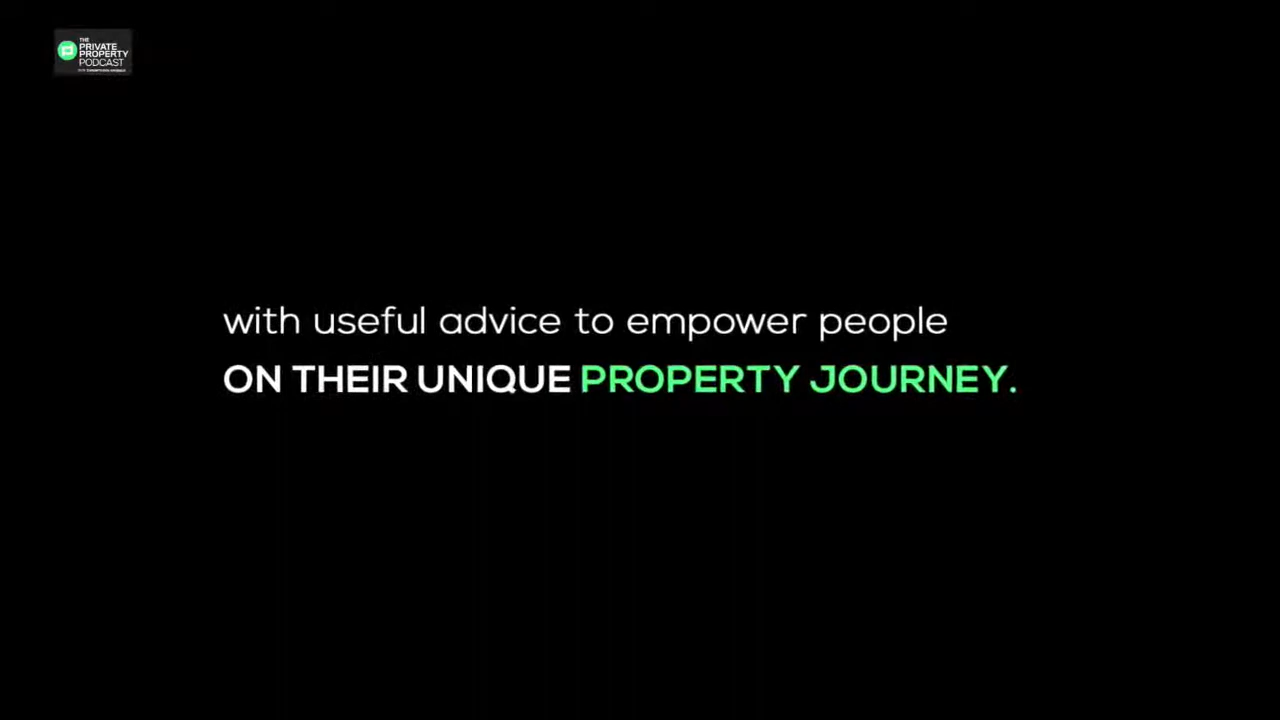 THE
PRIVATE
PROPERTY
PODCAST
with useful advice to empower people
ON THEIR UNIQUE PROPERTY JOURNEY.